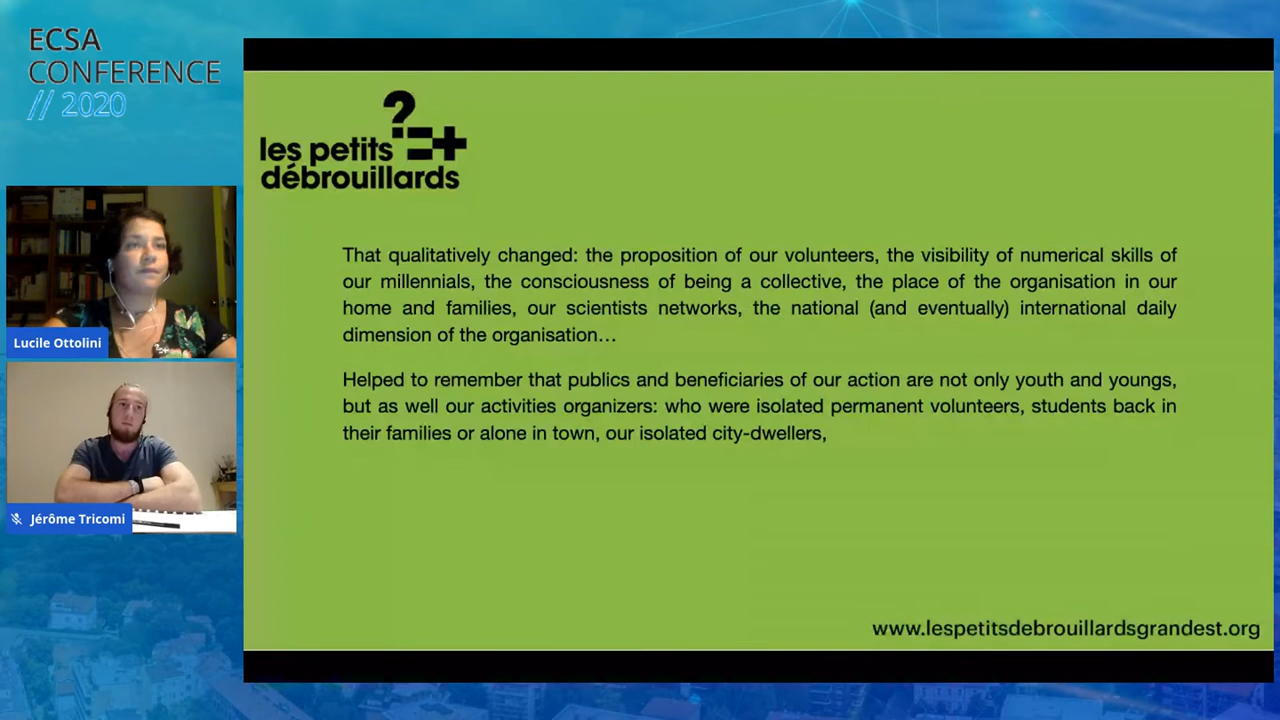 ECSA
CONFERENCE
// 2020
Lucile Ottolini
Jérôme Tricomi
les petits ?=+
débrouillards
That qualitatively changed: the proposition of our volunteers, the visibility of numerical skills of
our millennials, the consciousness of being a collective, the place of the organisation in our
home and families, our scientists networks, the national (and eventually) international daily
dimension of the organisation…
Helped to remember that publics and beneficiaries of our action are not only youth and youngs,
but as well our activities organizers: who were isolated permanent volunteers, students back in
their families or alone in town, our isolated city-dwellers,
www.lespetitsdebrouillardsgrandest.org